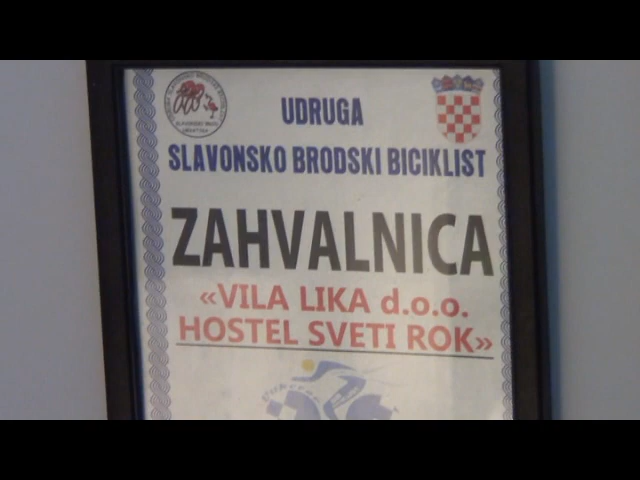 UDRUGA
SLAVONSKO BRODSKI BICIKLIST
ZAHVALNICA
«VILA LIKA d.o.o.
HOSTEL SVETI ROK»